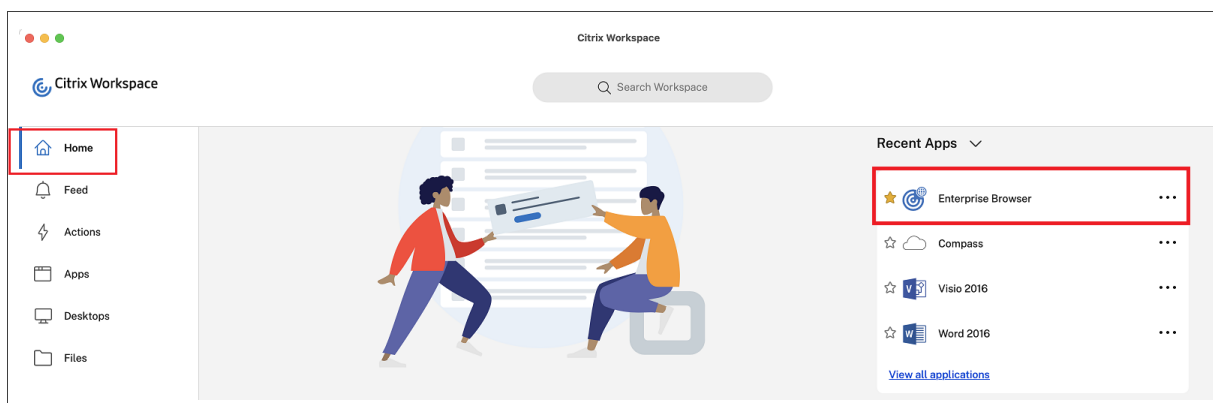 Citrix Workspace
Citrix Workspace
Search Workspace
Home
Feed
Actions
Apps
Desktops
Files
Recent Apps
Enterprise Browser
Compass
Visio 2016
Word 2016
View all applications